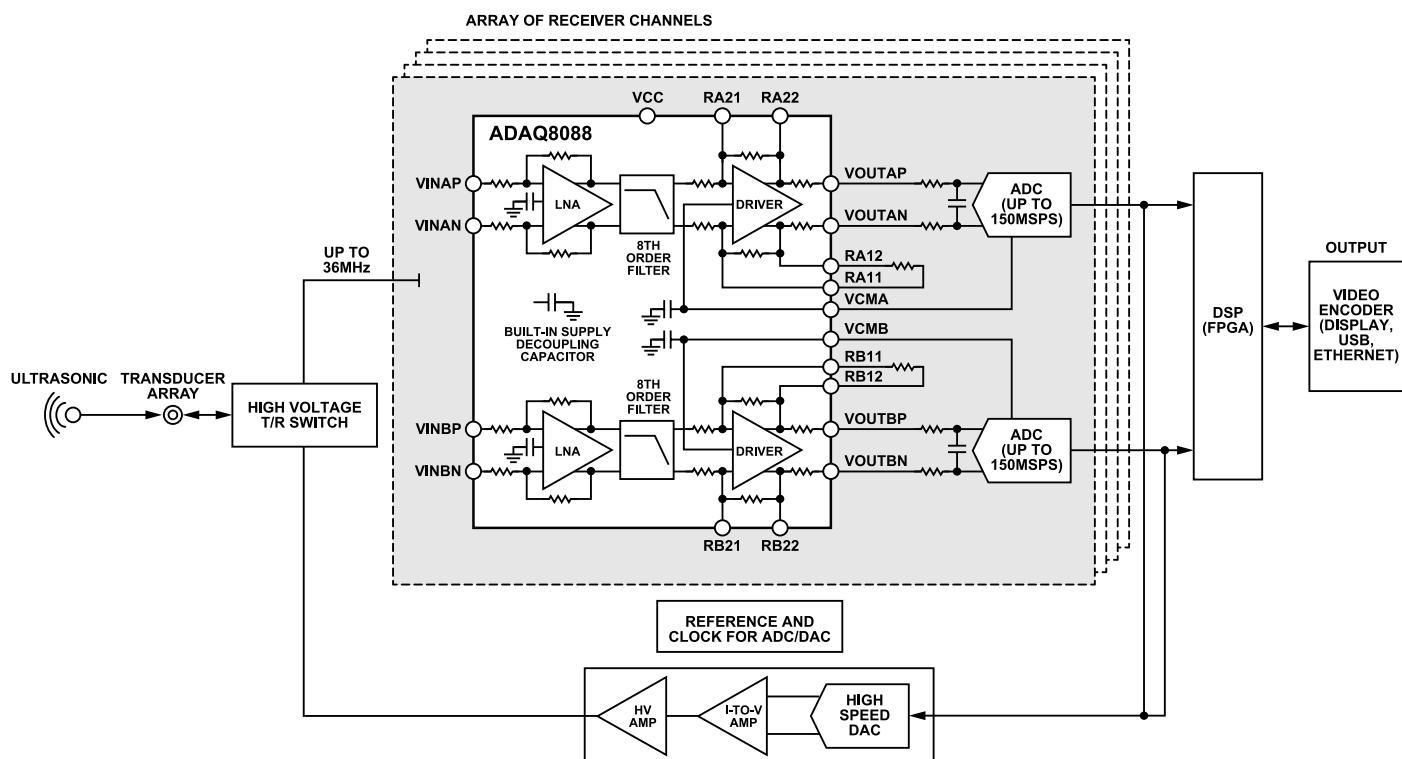 ARRAY OF RECEIVER CHANNELS
VCC
RA21
RA22
ADAQ8088
VINAP
VINAN
LNA
8TH
ORDER
FILTER
DRIVER
VOUTAP
VOUTAN
RA12
RA11
VCMA
ADC
(UP TO
150MSPS)
UP TO
36MHz
BUILT-IN SUPPLY
DECOUPLING
CAPACITOR
VCMB
RB11
RB12
8TH
ORDER
FILTER
VINBP
VINBN
LNA
DRIVER
VOUTBP
VOUTBN
ADC
(UP TO
150MSPS)
RB21
RB22
ULTRASONIC
TRANSDUCER
ARRAY
HIGH VOLTAGE
T/R SWITCH
DSP
(FPGA)
OUTPUT
VIDEO
ENCODER
(DISPLAY,
USB,
ETHERNET)
REFERENCE AND
CLOCK FOR ADC/DAC
HV
AMP
I-TO-V
AMP
HIGH
SPEED
DAC